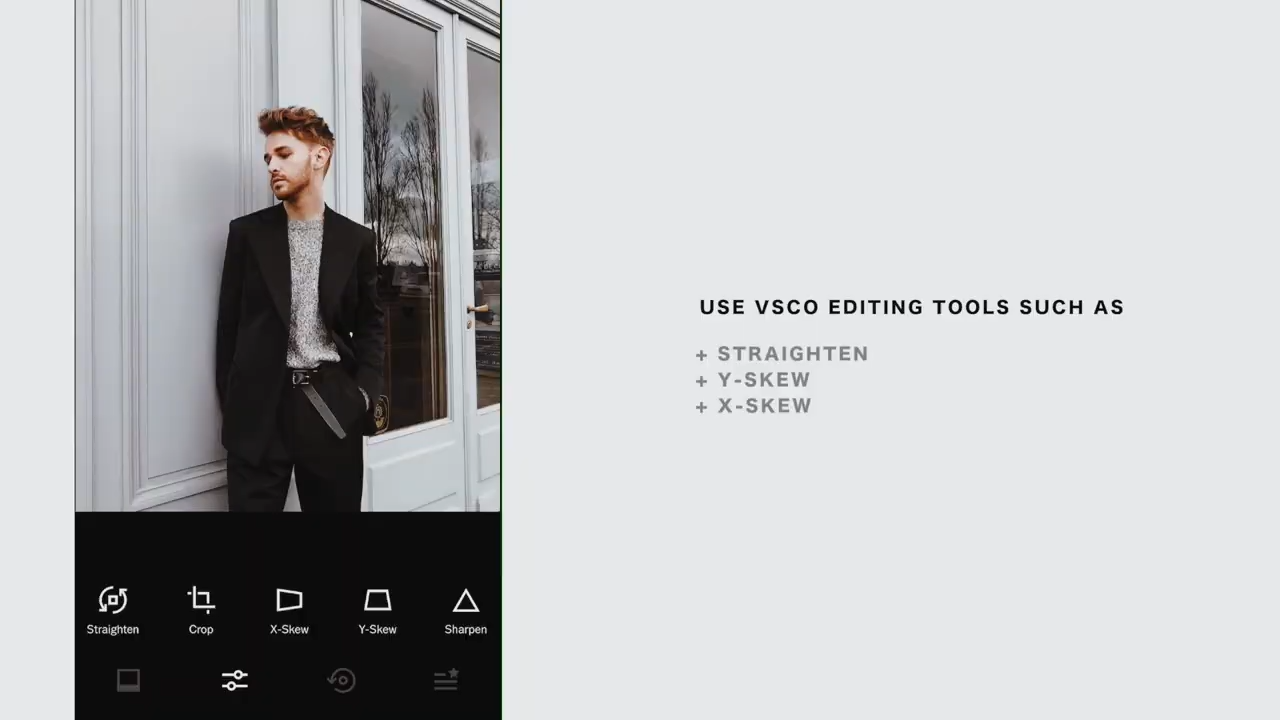 USE VSCO EDITING TOOLS SUCH AS
+ STRAIGHTEN
+ Y-SKEW
+ X-SKEW
Straighten
Crop
X-Skew
Y-Skew
Sharpen